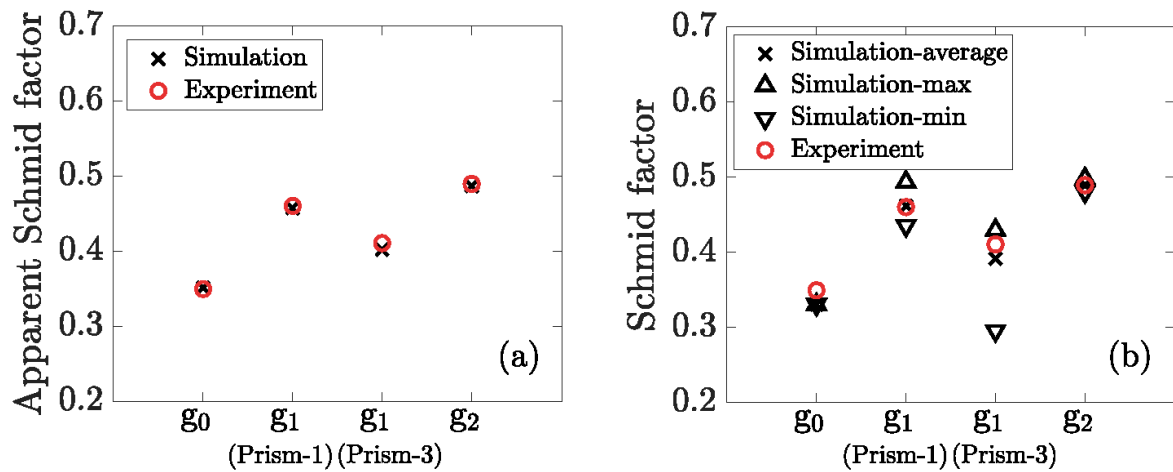 Apparent Schmid factor
0.7
0.6
0.5
0.4
0.3
0.2
Simulation
Experiment
(a)
g0
g1
g1
g2
(Prism-1) (Prism-3)
Schmid factor
0.7
0.6
0.5
0.4
0.3
0.2
Simulation-average
Simulation-max
Simulation-min
Experiment
(b)
g0
g1
g1
g2
(Prism-1) (Prism-3)